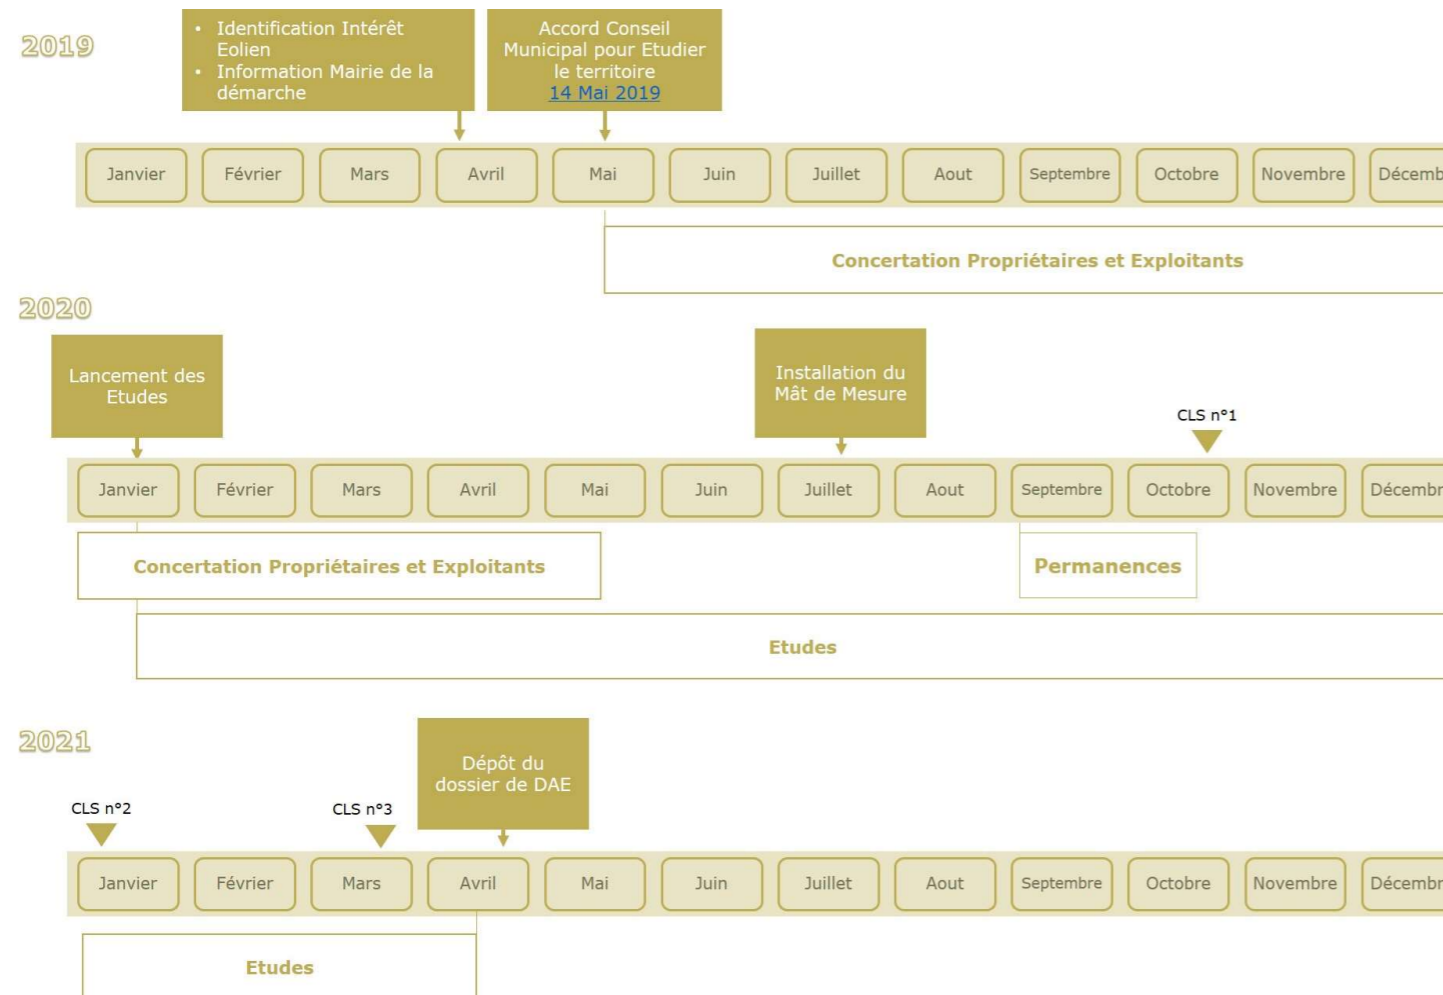 2019
• Identification Intérêt
Eolien
• Information Mairie de la
démarche
Accord Conseil
Municipal pour Etudier
le territoire
14 Mai 2019
Janvier Février Mars Avril Mai Juin Juillet Aout Septembre Octobre Novembre Décemb
Concertation Propriétaires et Exploitants
2020
Lancement des
Etudes
Installation du
Mât de Mesure
CLS n°1
Janvier Février Mars Avril Mai Juin Juillet Aout Septembre Octobre Novembre Décembr
Concertation Propriétaires et Exploitants
Permanences
Etudes
2021
Dépôt du
dossier de DAE
CLS n°2
CLS n°3
Janvier Février Mars Avril Mai Juin Juillet Aout Septembre Octobre Novembre Décembr
Etudes